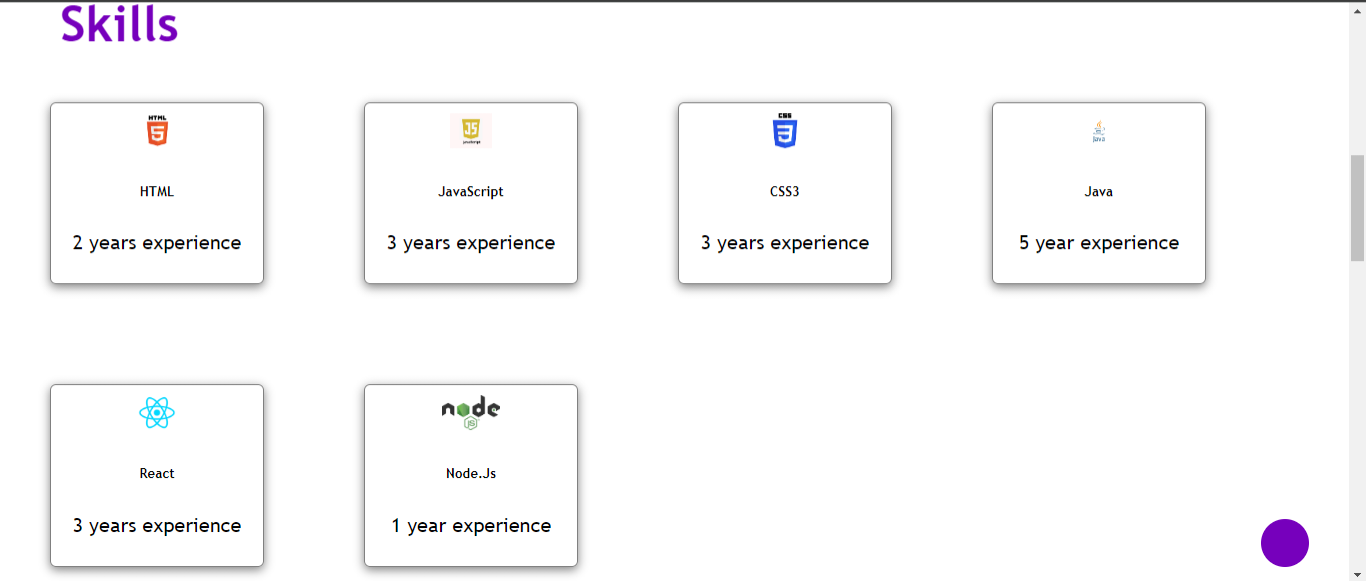 Skills
HTML
5
HTML
2 years experience
JS
JavaScript
JavaScript
3 years experience
CSS
3
CSS3
3 years experience
Java
Java
5 year experience
React
3 years experience
node
JS
Node.Js
1 year experience